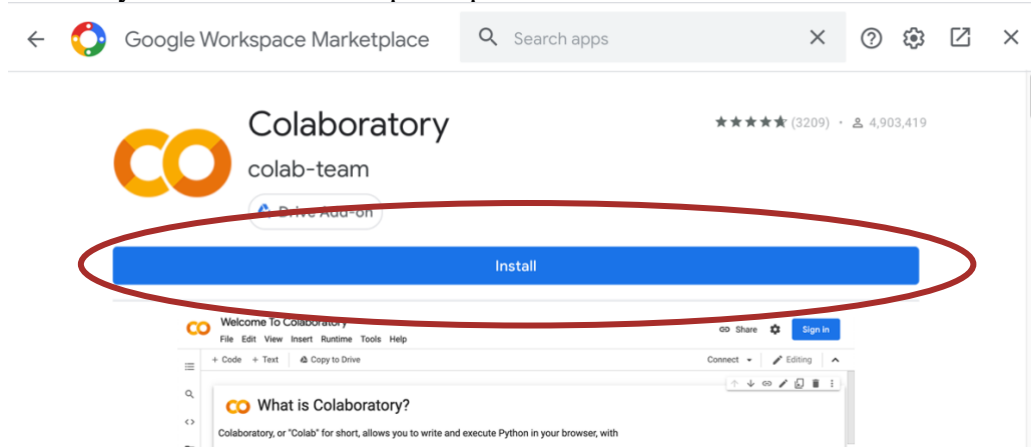 Google Workspace Marketplace
Search apps
Colaboratory
(3209) · 4,903,419
colab-team
Drive Add-on
Install
Welcome To Colaboratory
Share
Sign in
File Edit View Insert Runtime Tools Help
+ Code + Text Copy to Drive
Connect
Editing
What is Colaboratory?
Colaboratory, or "Colab" for short, allows you to write and execute Python in your browser, with